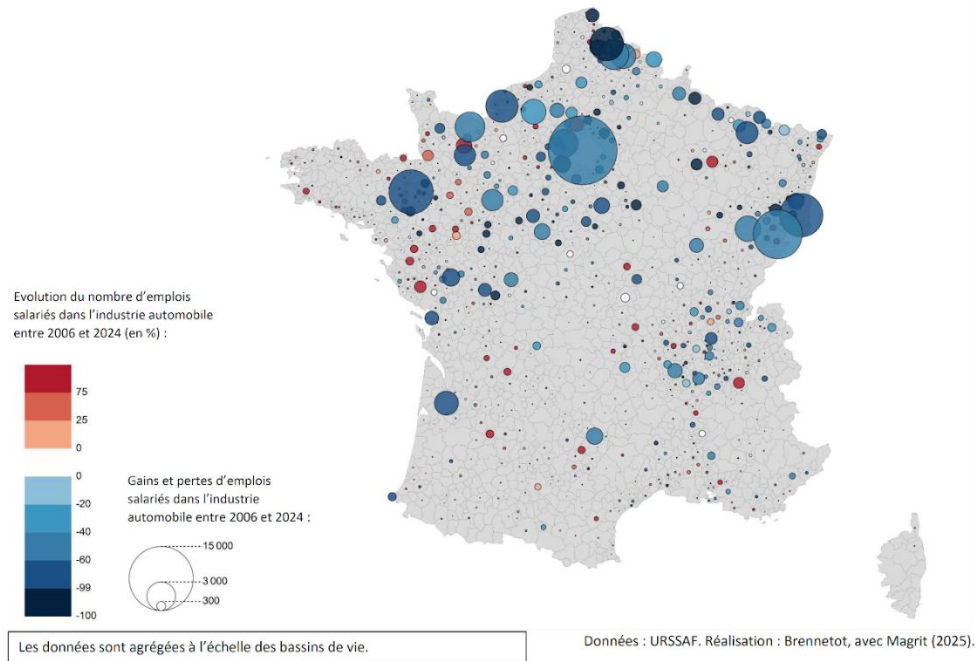 Evolution du nombre d'emplois
salariés dans l'industrie automobile
entre 2006 et 2024 (en %) :
75
25
0
0
-20
-40
-60
-99
-100
Gains et pertes d'emplois
salariés dans l'industrie
automobile entre 2006 et 2024 :
15 000
3 000
300
Les données sont agrégées à l'échelle des bassins de vie.
Données : URSSAF. Réalisation : Brennetot, avec Magrit (2025).